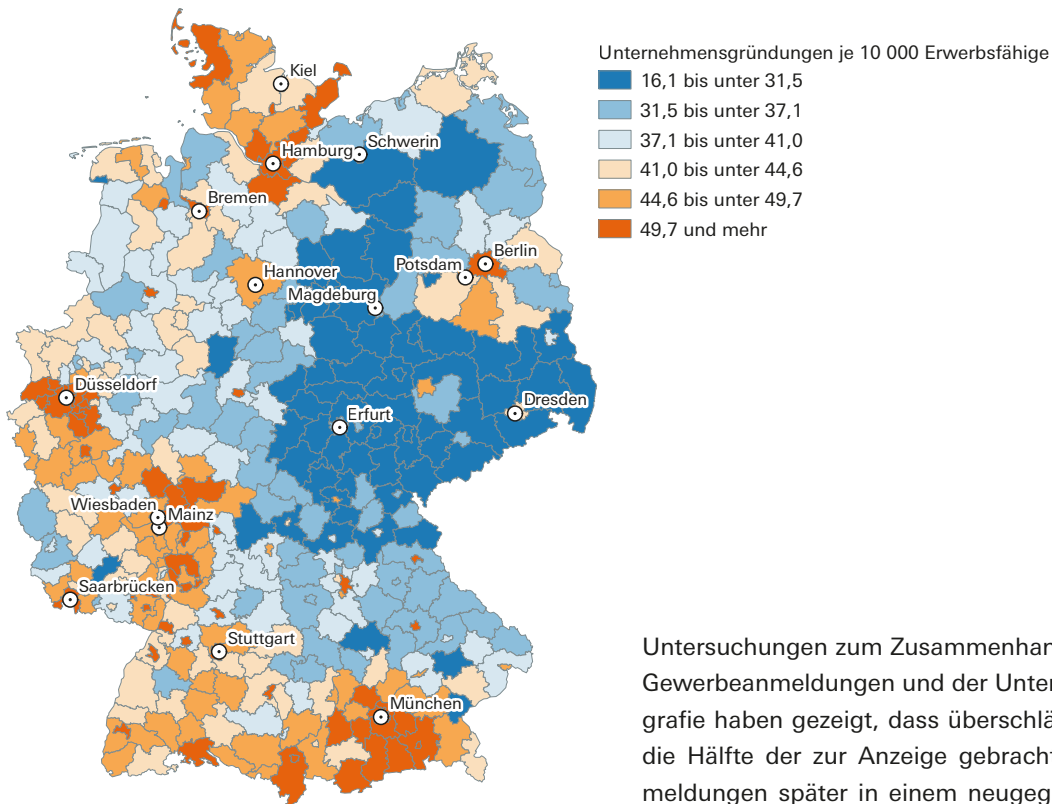 Unternehmensgründungen je 10 000 Erwerbsfähige
16,1 bis unter 31,5
31,5 bis unter 37,1
37,1 bis unter 41,0
41,0 bis unter 44,6
44,6 bis unter 49,7
49,7 und mehr
Kiel
Schwerin
Hamburg
Bremen
Berlin
Potsdam
Hannover
Magdeburg
Düsseldorf
Dresden
Erfurt
Wiesbaden
Mainz
Saarbrücken
Stuttgart
München
Untersuchungen zum Zusammenhan
Gewerbeanmeldungen und der Unter
grafie haben gezeigt, dass überschlä
die Hälfte der zur Anzeige gebracht
meldungen später in einem neugeg